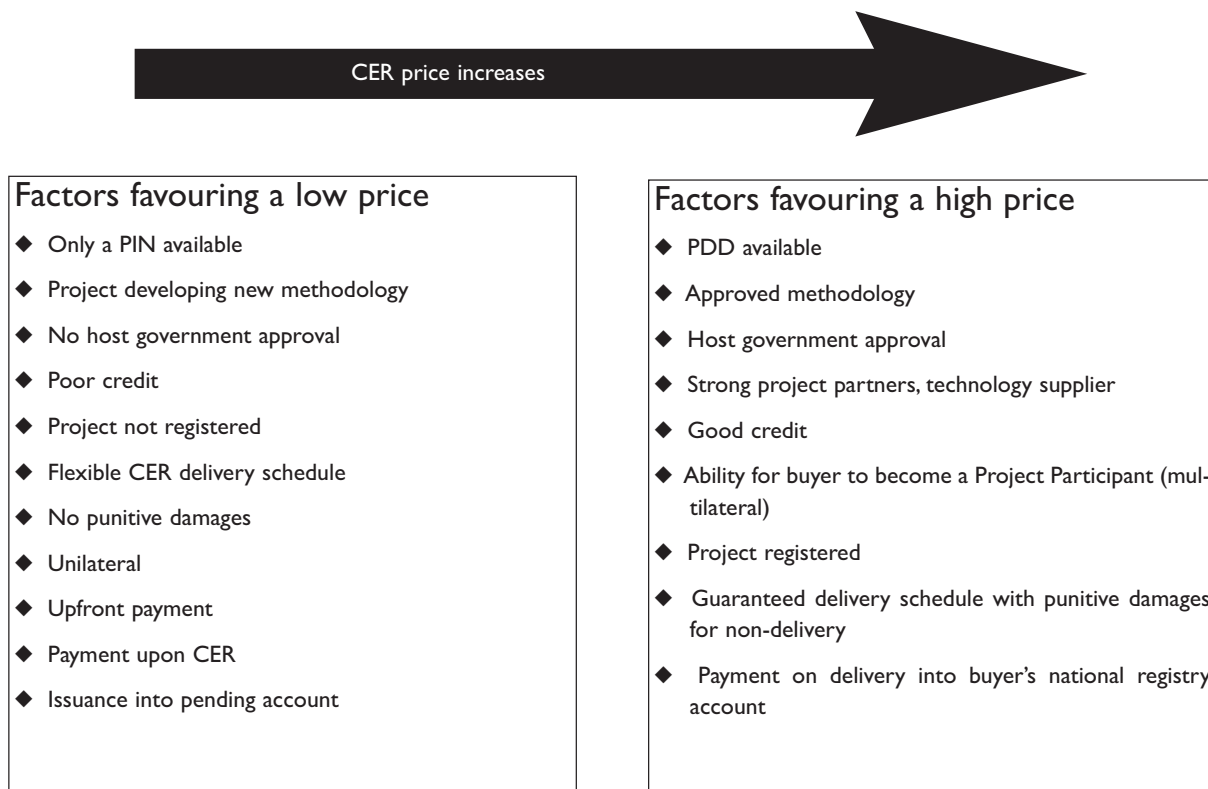 CER price increases
Factors favouring a low price
◆ Only a PIN available
◆ Project developing new methodology
◆ No host government approval
◆ Poor credit
◆ Project not registered
◆ Flexible CER delivery schedule
◆ No punitive damages
◆ Unilateral
◆ Upfront payment
◆ Payment upon CER
◆ Issuance into pending account
Factors favouring a high price
◆ PDD available
◆ Approved methodology
◆ Host government approval
◆ Strong project partners, technology supplier
◆ Good credit
◆ Ability for buyer to become a Project Participant (mul-
tilateral)
◆ Project registered
◆ Guaranteed delivery schedule with punitive damages
for non-delivery
◆ Payment on delivery into buyer’s national registry
account